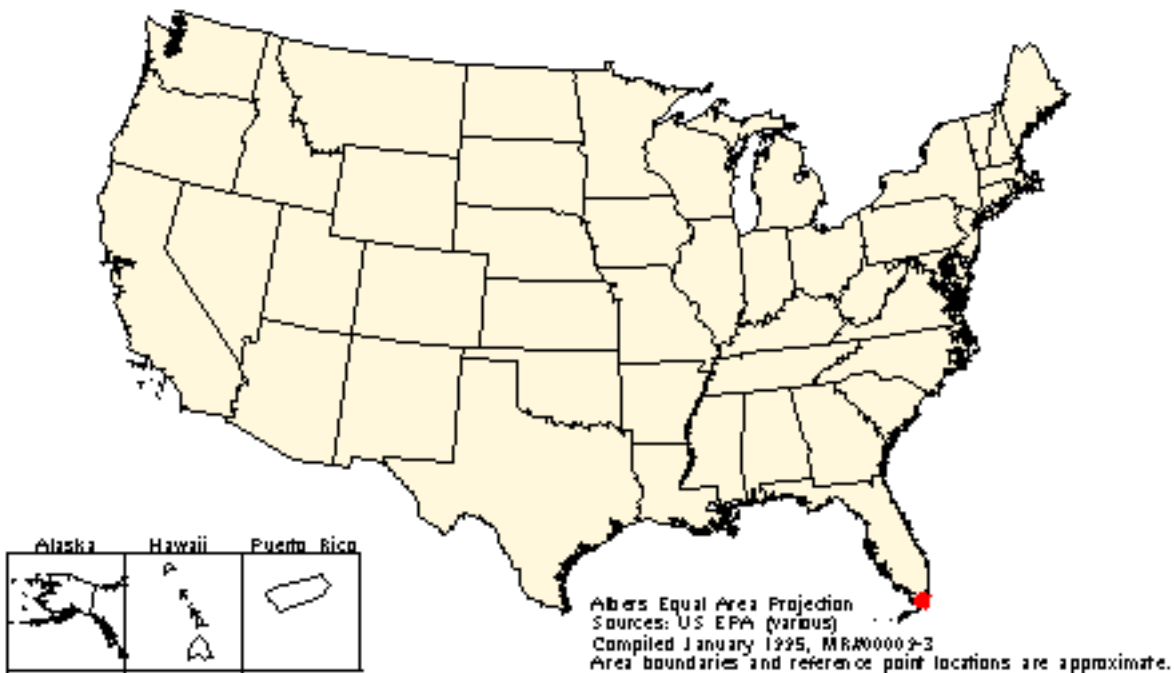 Alaska Hawaii Puerto Rico
Albers Equal Area Projection
Sources: US EPA (various)
Compiled January 1995, MR#00009-3
Area boundaries and reference point locations are approximate.